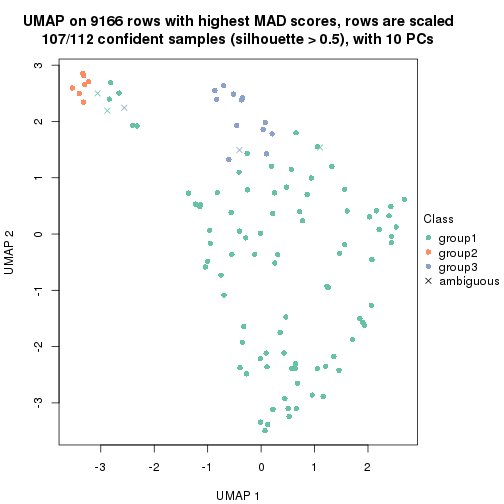 UMAP on 9166 rows with highest MAD scores, rows are scaled
107/112 confident samples (silhouette > 0.5), with 10 PCs
3
2
1
0
-1
-2
-3
UMAP 2
-3
-2
-1
0
1
2
UMAP 1
Class
group1
group2
group3
ambiguous